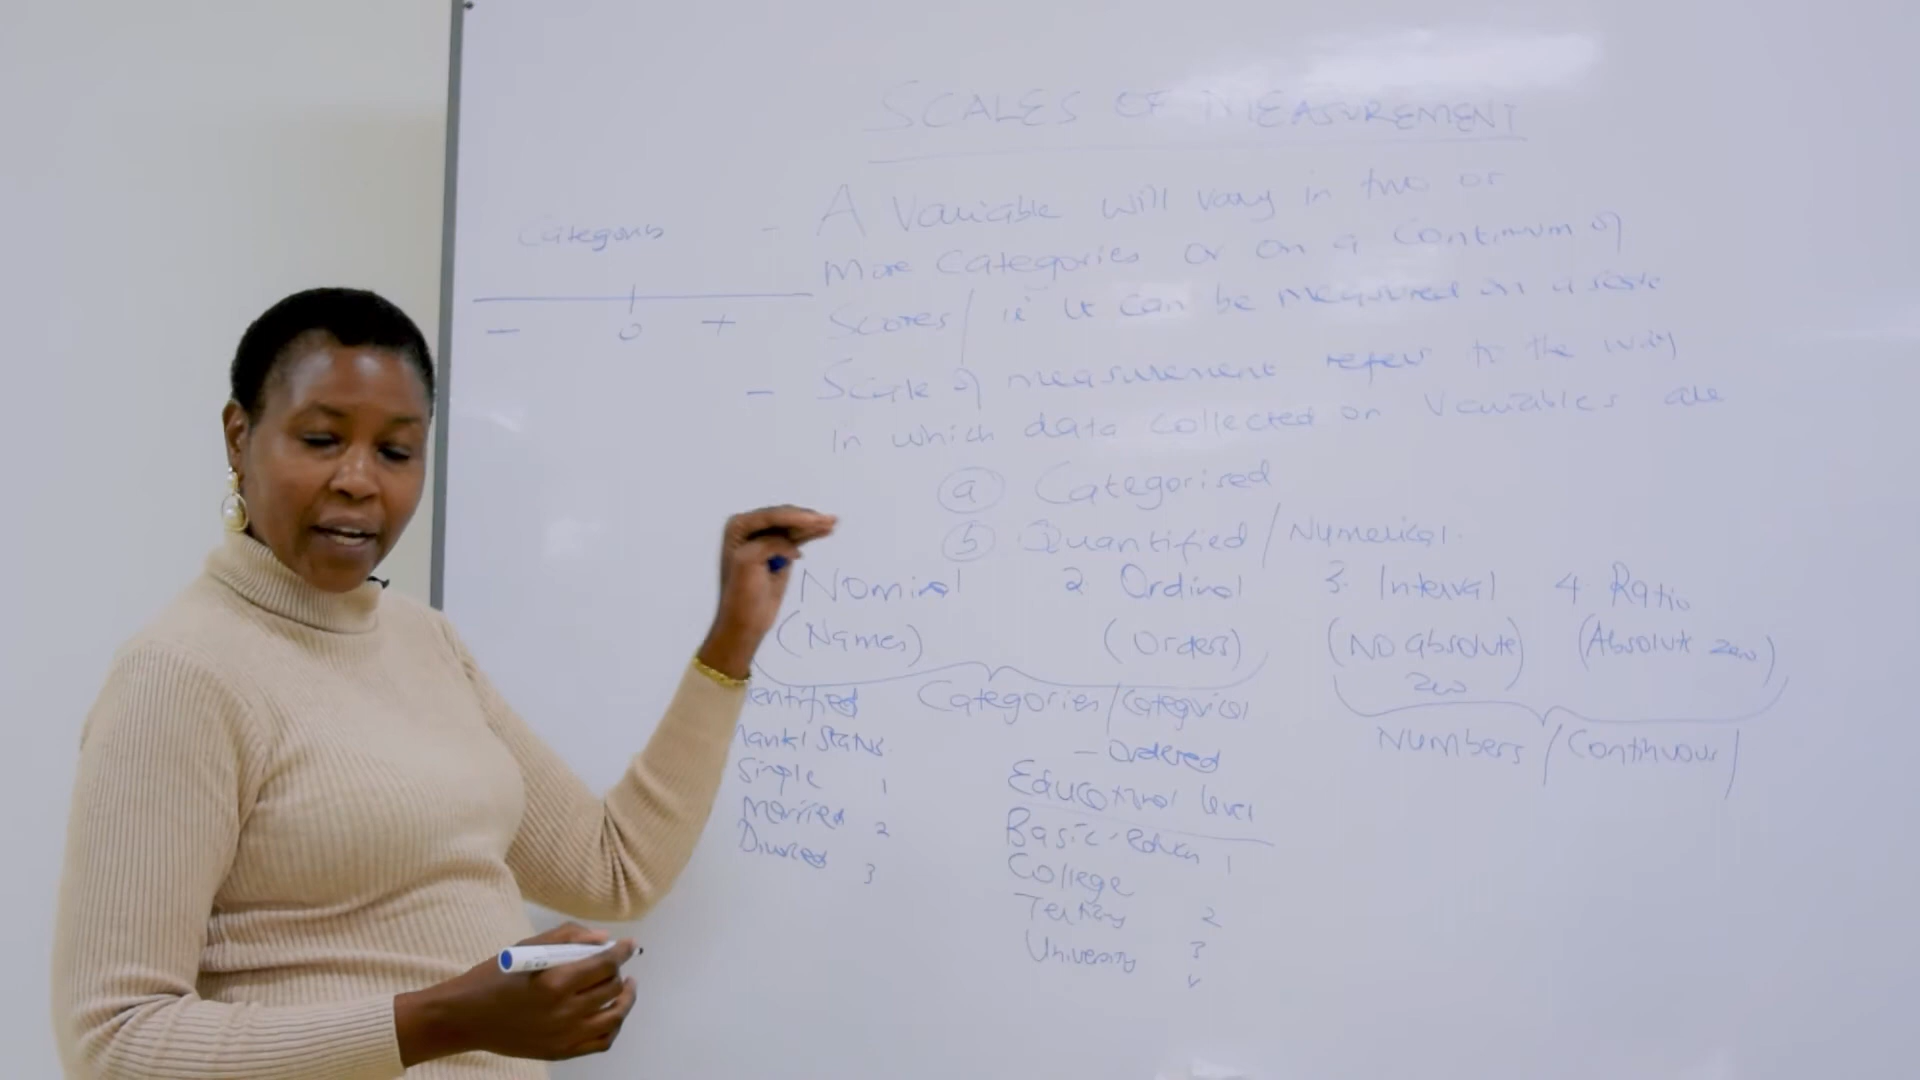 SCALES OF MEASUREMENT
Categories
- 0 +
- A Variable will vary in two or
more categories or on a continuum of
Scores / ie it can be measured on a scale
- Scale of measurement refers to the way
in which data collected on variables are
(a) Categorised
(b) Quantified / Numerical.
Nominal 2 Ordinal 3. Interval 4. Ratio
(Names) (Orders) (No absolute zero) (Absolute zero)
entified Categories / Categorical Numbers / Continuous /
Marital Status.
Single 1
Married 2
Divorced 3
- Ordered
Educational level
Basic educn 1
College
Tertiary 2
University 3